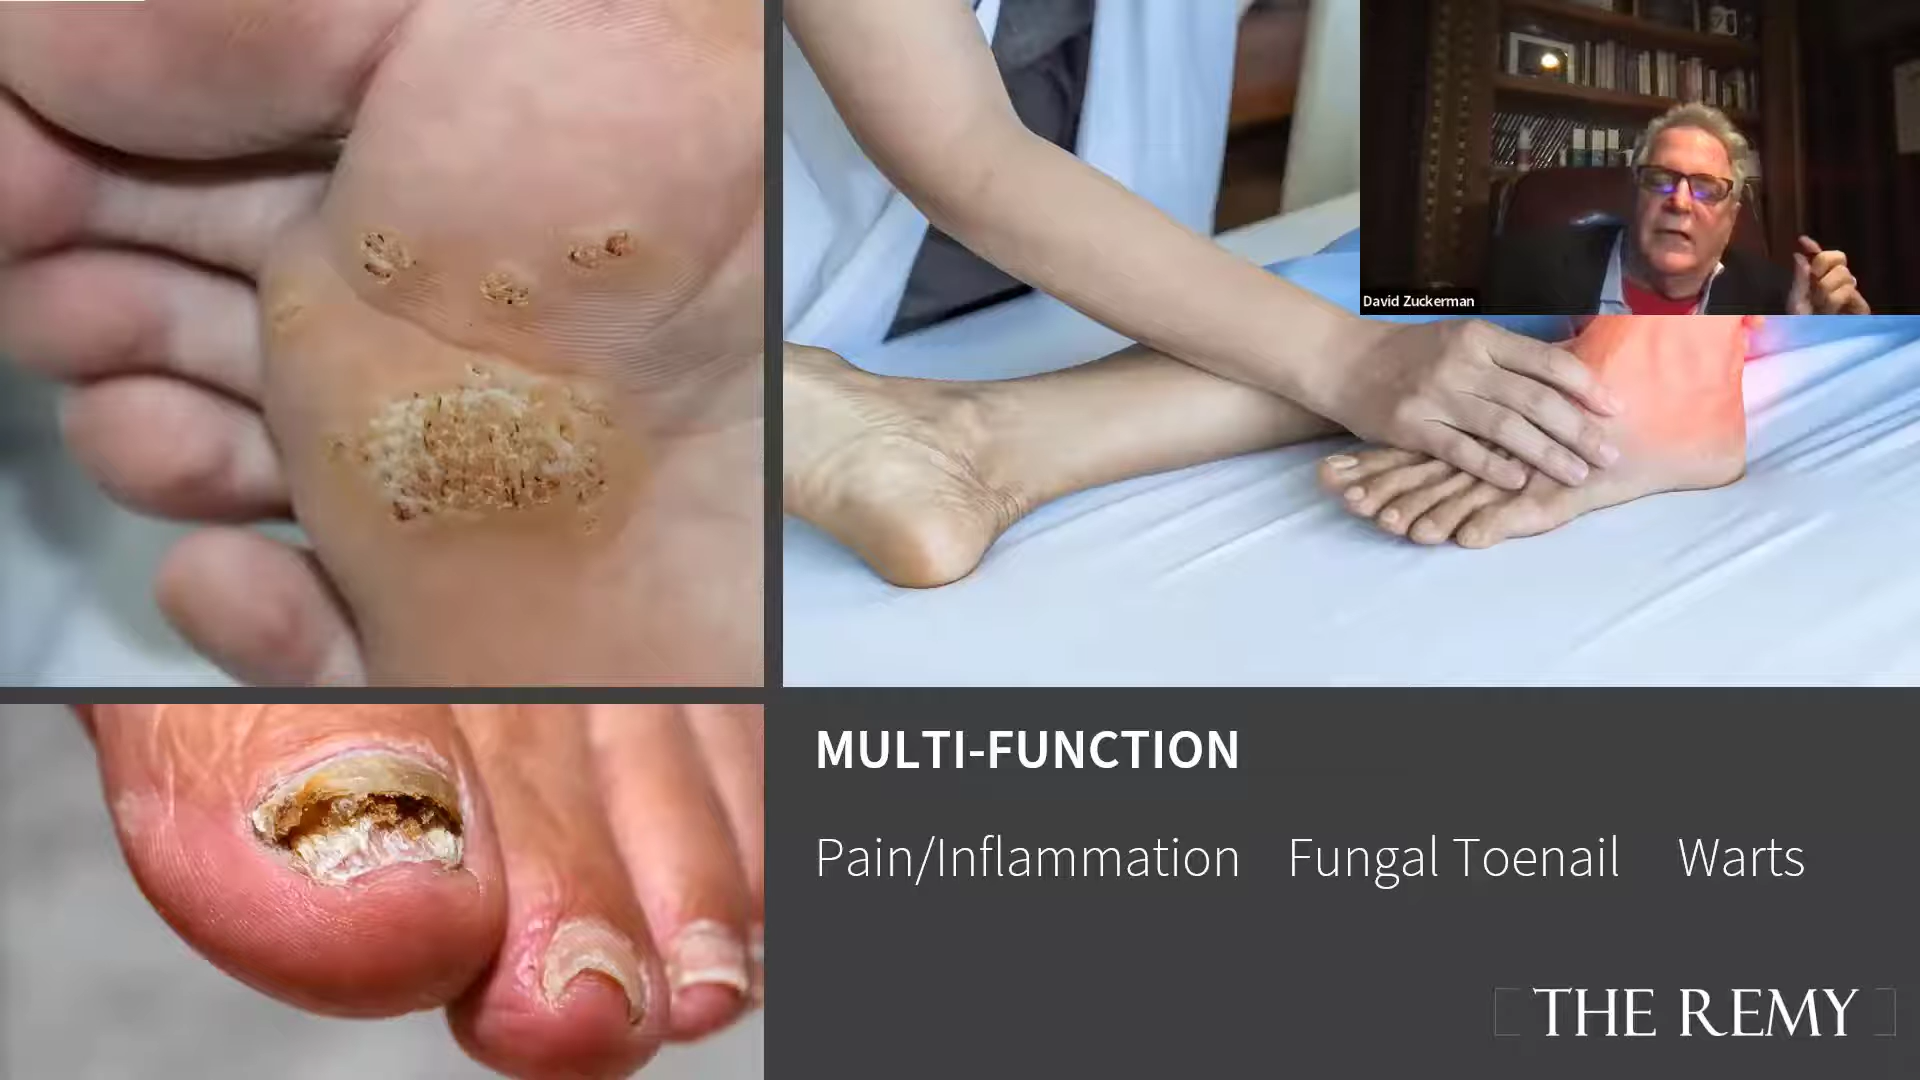 David Zuckerman
MULTI-FUNCTION
Pain/Inflammation Fungal Toenail Warts
THE REMY